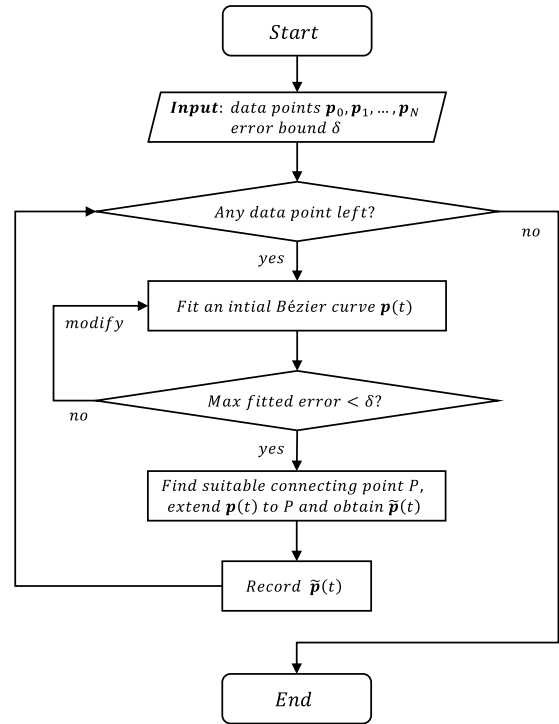 Start
Input: data points p₀, p₁, … , p_N
error bound δ
Any data point left?
no
yes
Fit an intial Bézier curve p(t)
modify
Max fitted error < δ?
no
yes
Find suitable connecting point P,
extend p(t) to P and obtain p̃(t)
Record p̃(t)
End